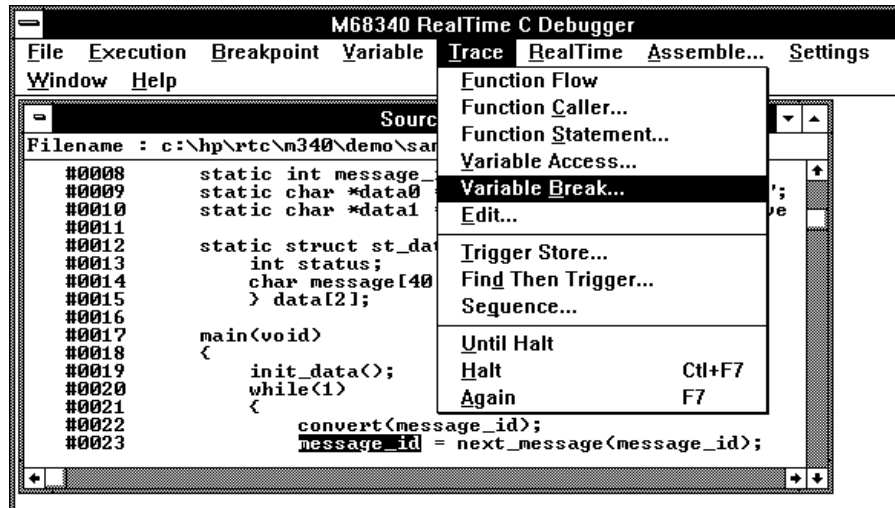 M68340 RealTime C Debugger
File Execution Breakpoint Variable Trace RealTime Assemble... Settings
Window Help
Function Flow
Function Caller...
Function Statement...
Variable Access...
Variable Break...
Edit...
Trigger Store...
Find Then Trigger...
Sequence...
Until Halt
Halt Ctl+F7
Again F7
Sourc
Filename : c:\hp\rtc\m340\demo\sa
#0008 static int message_
#0009 static char *data0 ';
#0010 static char *data1 ve
#0011
#0012 static struct st_dat
#0013 int status;
#0014 char message[40
#0015 } data[2];
#0016
#0017 main(void)
#0018 {
#0019 init_data();
#0020 while(1)
#0021 {
#0022 convert(message_id);
#0023 message_id = next_message(message_id);